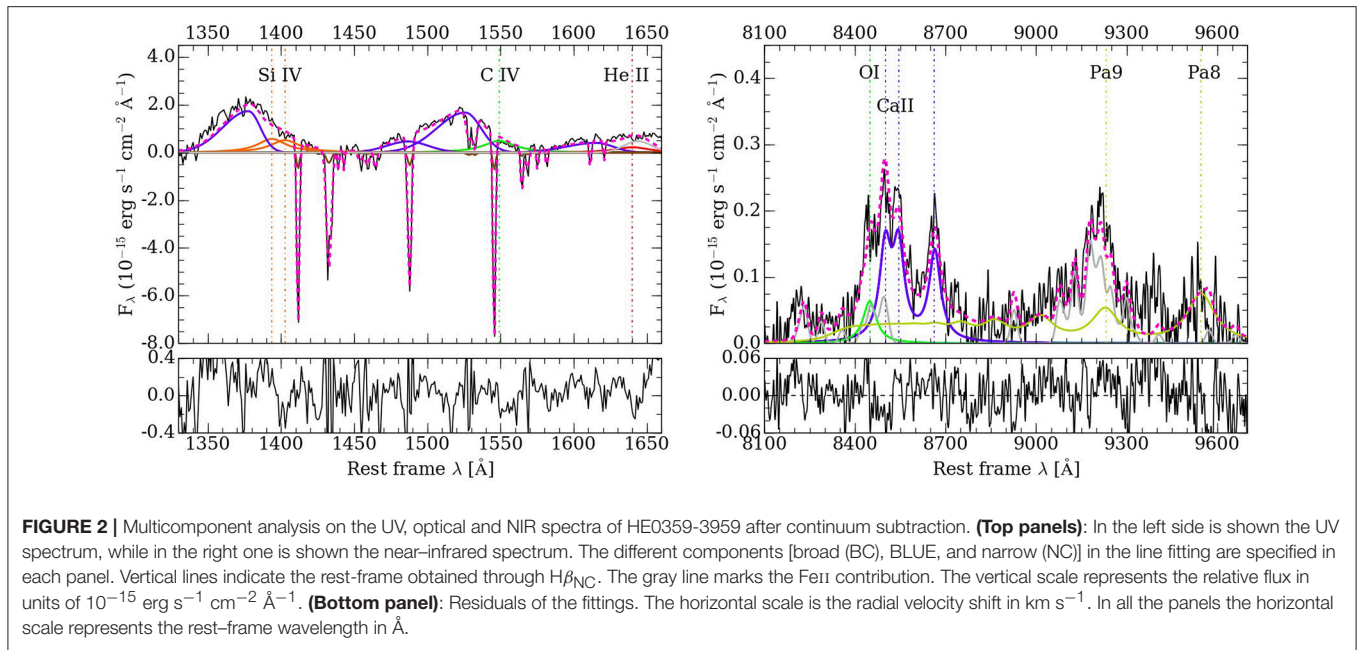 1350 1400 1450 1500 1550 1600 1650
4.0
2.0
0.0
-2.0
-4.0
-6.0
-8.0
Si IV
C IV
He II
F_λ (10⁻¹⁵ erg s⁻¹ cm⁻² Å⁻¹)
0.4
0.0
-0.4
1350 1400 1450 1500 1550 1600 1650
Rest frame λ [Å]
8100 8400 8700 9000 9300 9600
0.4
0.3
0.2
0.1
0.0
OI
CaII
Pa9
Pa8
F_λ (10⁻¹⁵ erg s⁻¹ cm⁻² Å⁻¹)
0.06
0.00
-0.06
8100 8400 8700 9000 9300 9600
Rest frame λ [Å]
FIGURE 2 | Multicomponent analysis on the UV, optical and NIR spectra of HE0359-3959 after continuum subtraction. (Top panels): In the left side is shown the UV
spectrum, while in the right one is shown the near–infrared spectrum. The different components [broad (BC), BLUE, and narrow (NC)] in the line fitting are specified in
each panel. Vertical lines indicate the rest-frame obtained through Hβ_NC. The gray line marks the FeII contribution. The vertical scale represents the relative flux in
units of 10⁻¹⁵ erg s⁻¹ cm⁻² Å⁻¹. (Bottom panel): Residuals of the fittings. The horizontal scale is the radial velocity shift in km s⁻¹. In all the panels the horizontal
scale represents the rest–frame wavelength in Å.